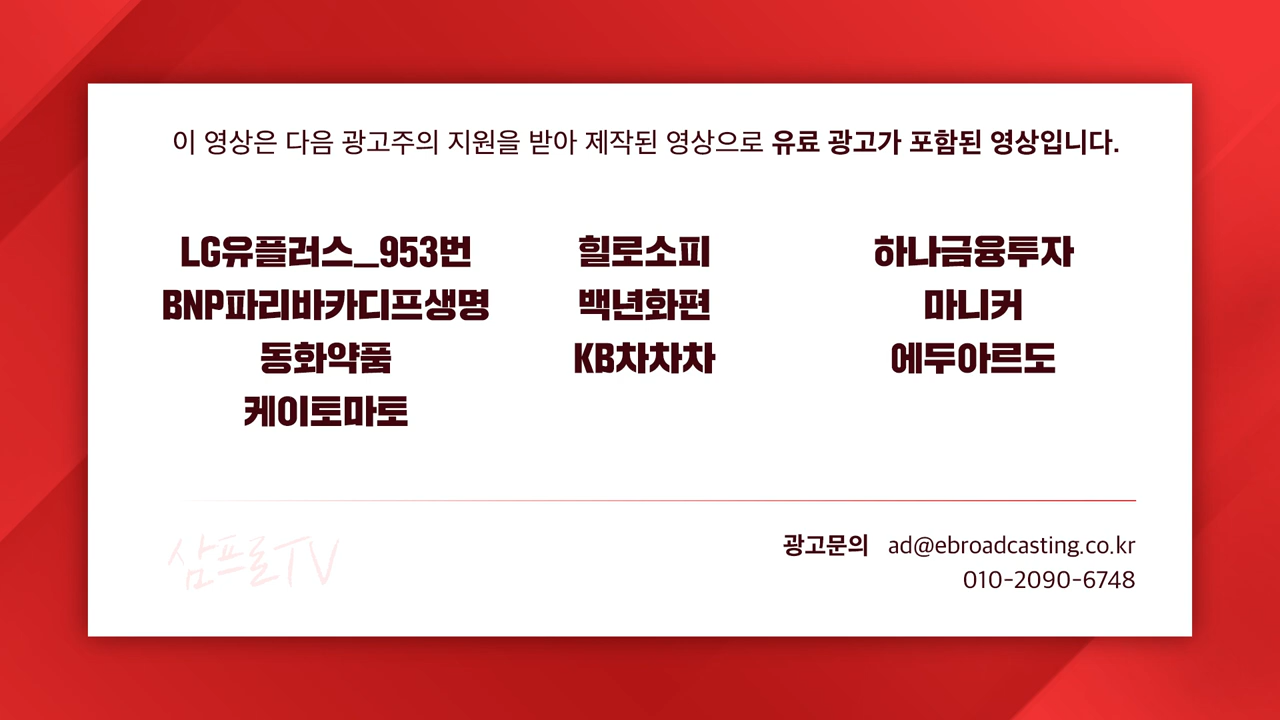 이 영상은 다음 광고주의 지원을 받아 제작된 영상으로 유료 광고가 포함된 영상입니다.
LG유플러스_953번
힐로소피
하나금융투자
BNP파리바카디프생명
백년화편
마니커
동화약품
KB차차차
에두아르도
케이토마토
삼프로TV
광고문의 ad@ebroadcasting.co.kr
010-2090-6748